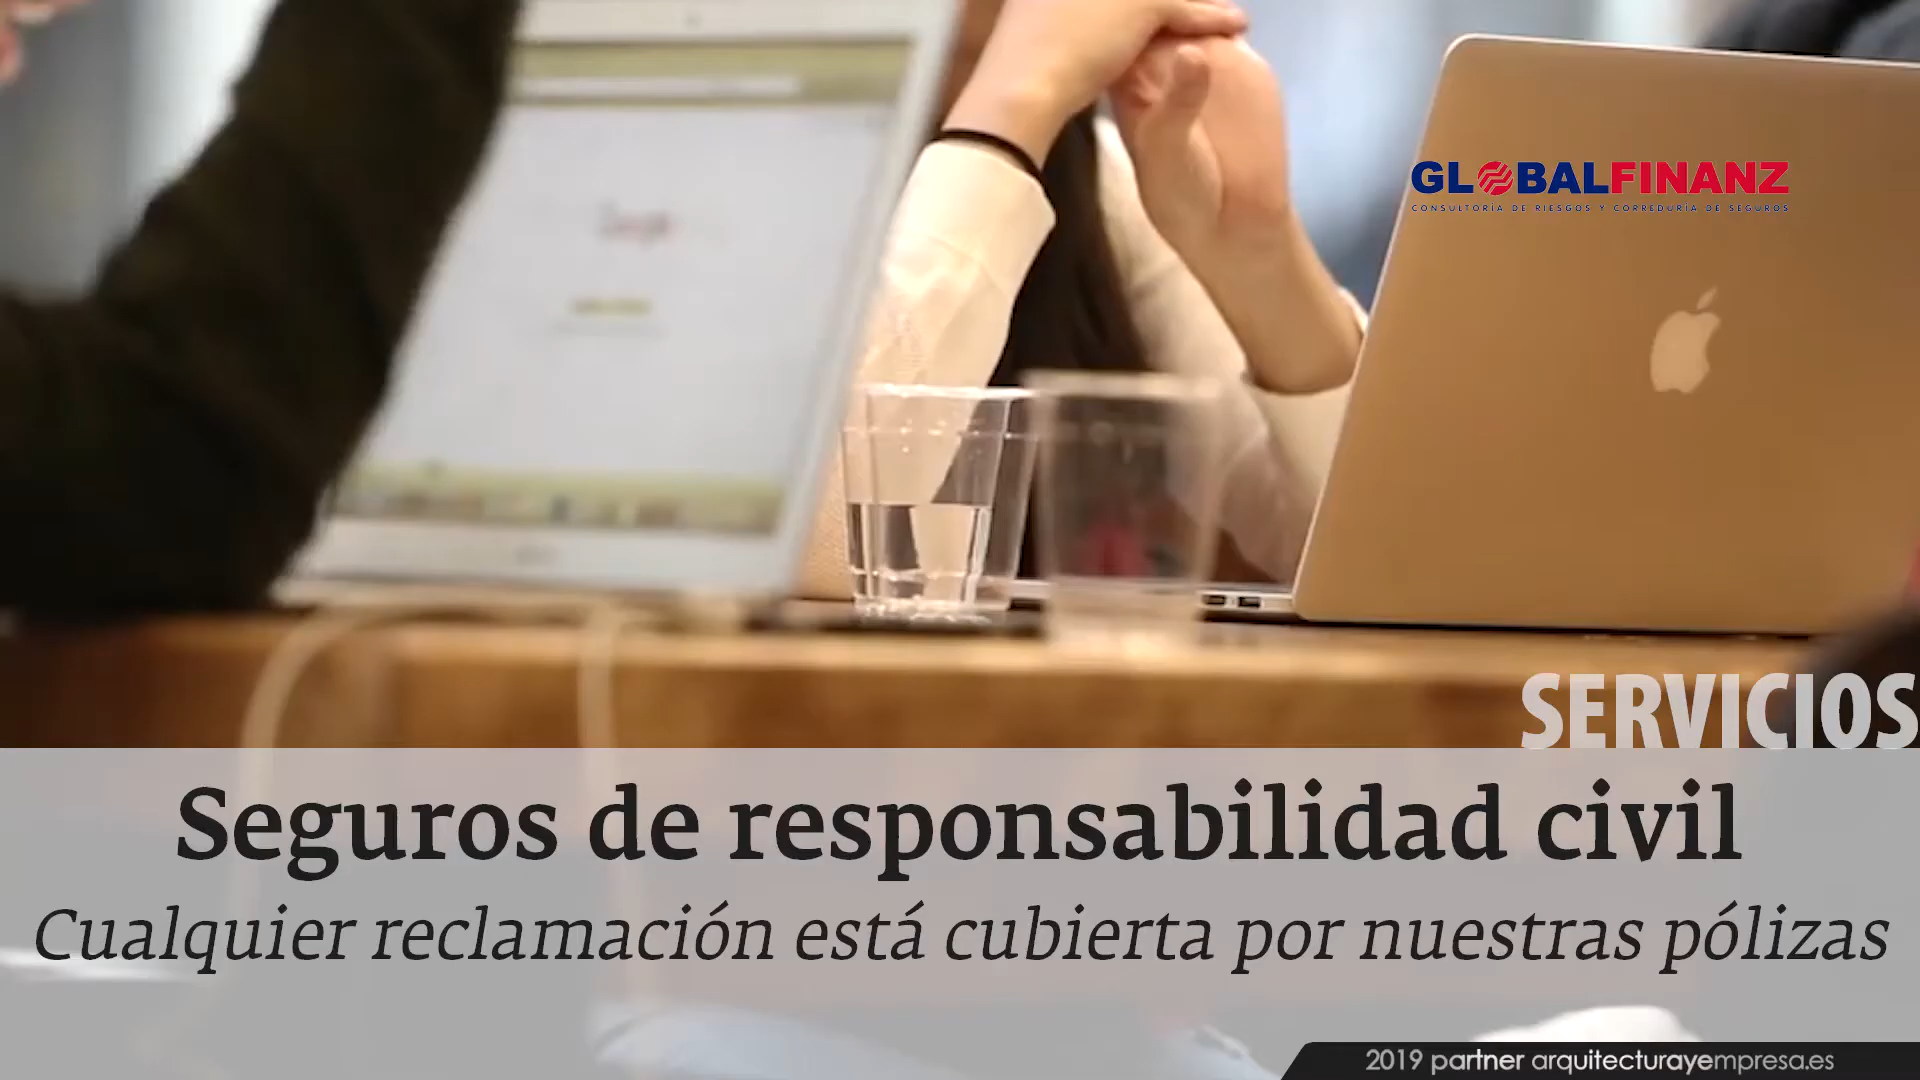 GLOBALFINANZ
CONSULTORÍA DE RIESGOS Y CORREDURÍA DE SEGUROS
Google
SERVICIOS
Seguros de responsabilidad civil
Cualquier reclamación está cubierta por nuestras pólizas
2019 partner arquitecturayempresa.es